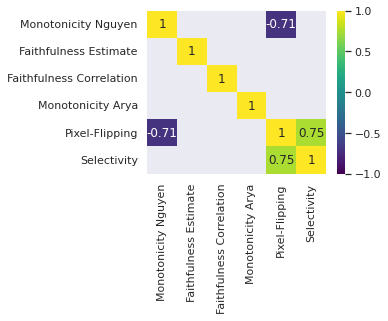 Monotonicity Nguyen 1 -0.71 1.0
Faithfulness Estimate 1 0.5
Faithfulness Correlation 1
Monotonicity Arya 1 0.0
Pixel-Flipping -0.71 1 0.75 −0.5
Selectivity 0.75 1 −1.0
Monotonicity Nguyen
Faithfulness Estimate
Faithfulness Correlation
Monotonicity Arya
Pixel-Flipping
Selectivity